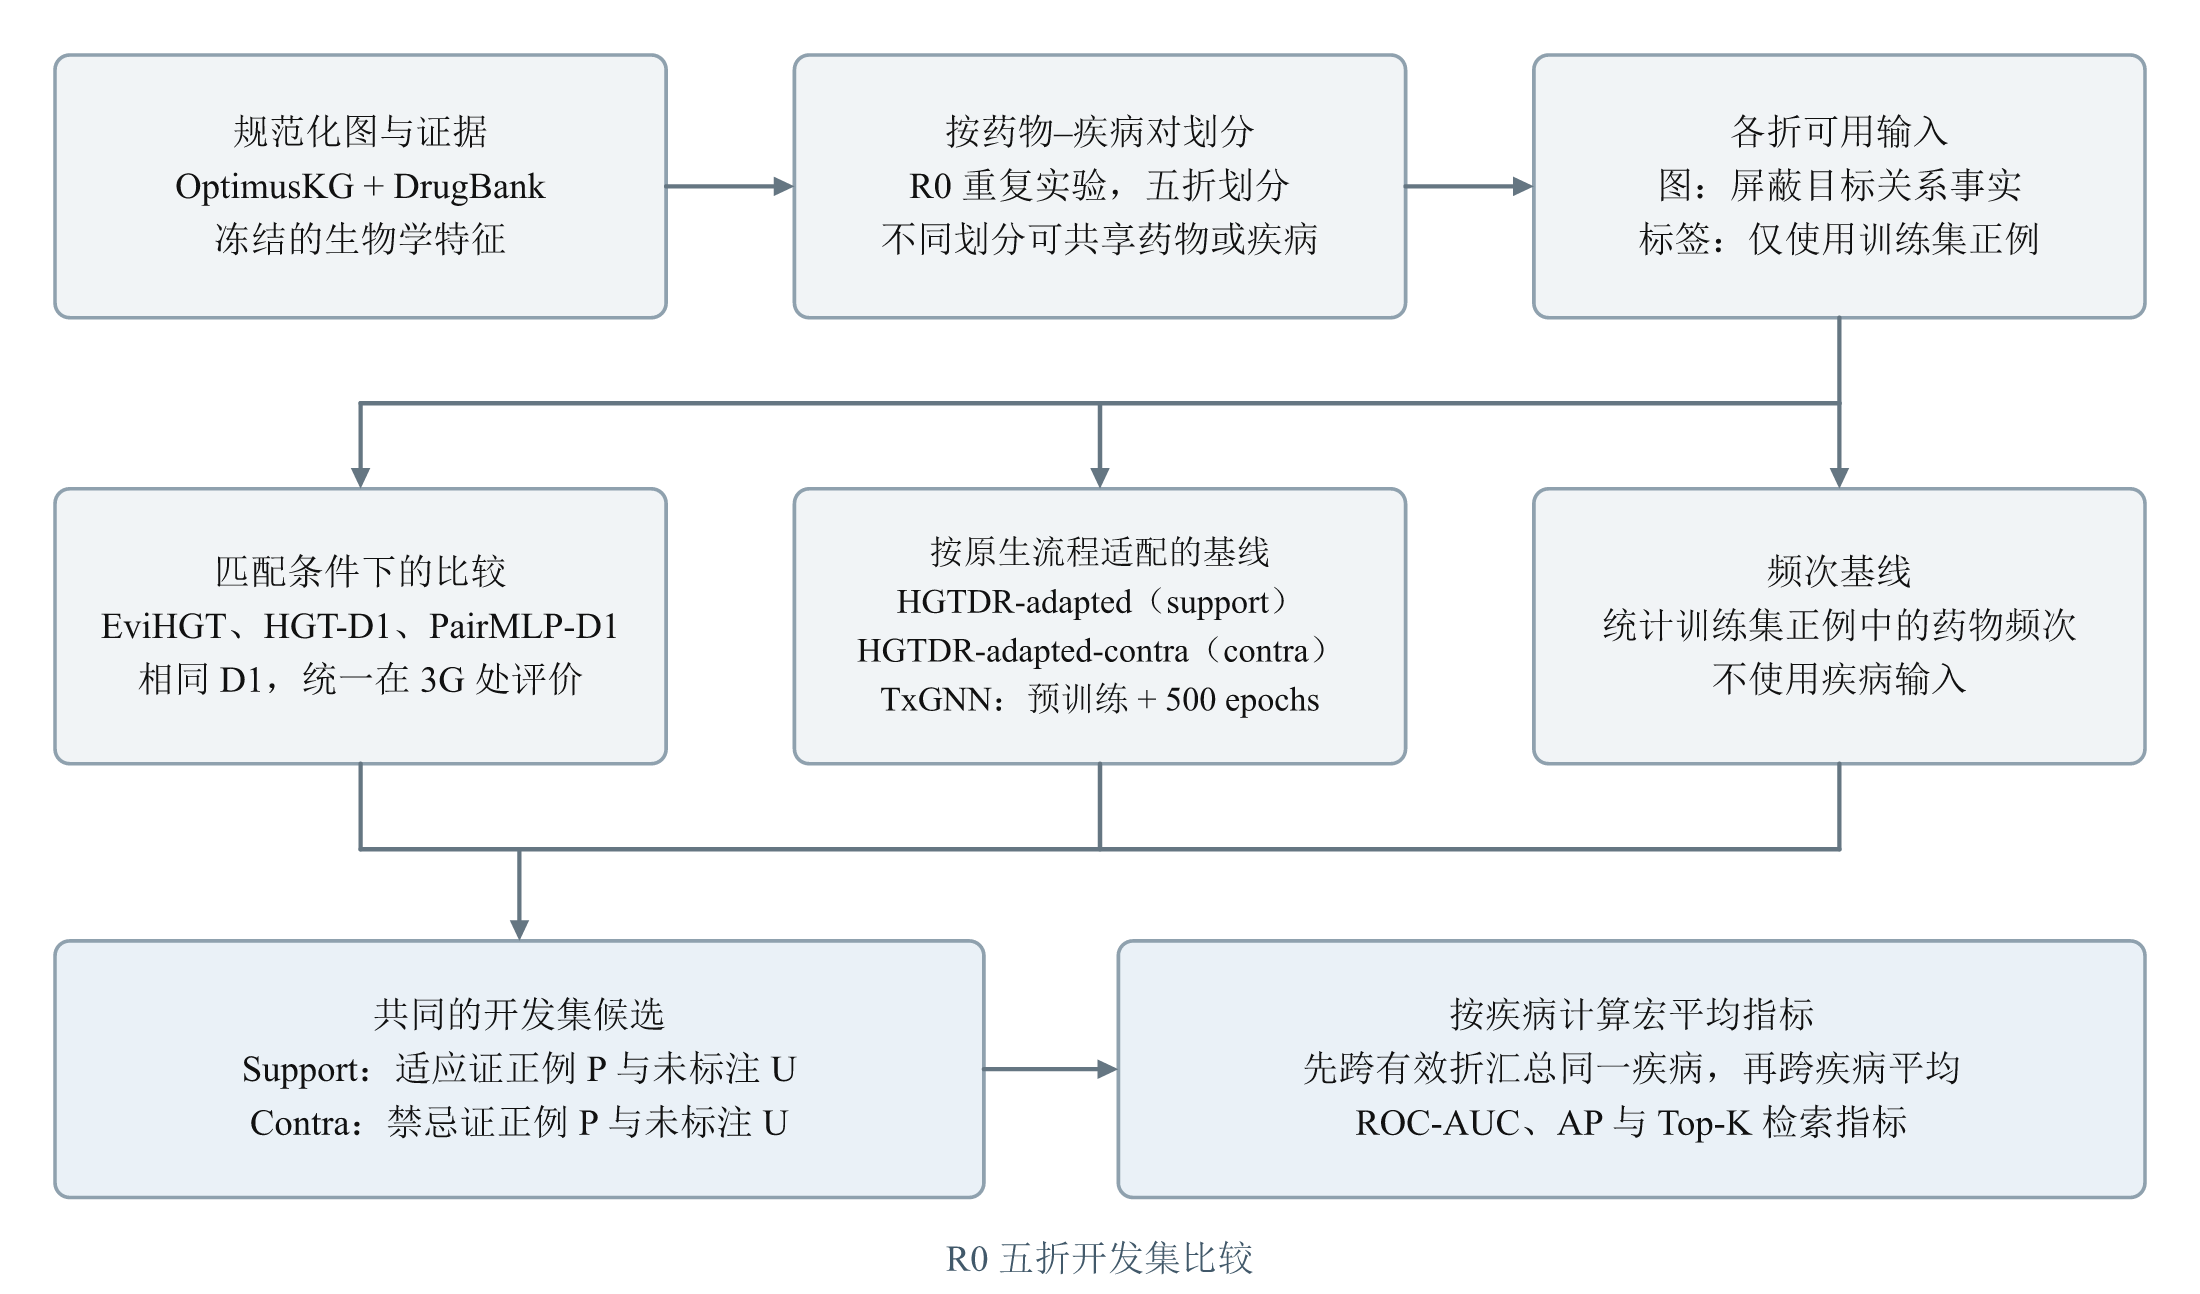 规范化图与证据
OptimusKG + DrugBank
冻结的生物学特征
按药物–疾病对划分
R0 重复实验，五折划分
不同划分可共享药物或疾病
各折可用输入
图：屏蔽目标关系事实
标签：仅使用训练集正例
匹配条件下的比较
EviHGT、HGT-D1、PairMLP-D1
相同 D1，统一在 3G 处评价
按原生流程适配的基线
HGTDR-adapted（support）
HGTDR-adapted-contra（contra）
TxGNN：预训练 + 500 epochs
频次基线
统计训练集正例中的药物频次
不使用疾病输入
共同的开发集候选
Support：适应证正例 P 与未标注 U
Contra：禁忌证正例 P 与未标注 U
按疾病计算宏平均指标
先跨有效折汇总同一疾病，再跨疾病平均
ROC-AUC、AP 与 Top-K 检索指标
R0 五折开发集比较